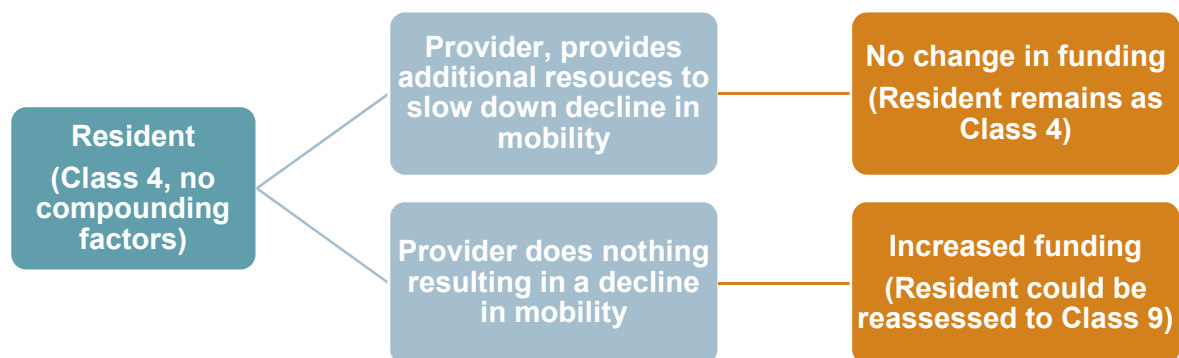 Resident
(Class 4, no
compounding
factors)
Provider, provides
additional resouces to
slow down decline in
mobility
No change in funding
(Resident remains as
Class 4)
Provider does nothing
resulting in a decline
in mobility
Increased funding
(Resident could be
reassessed to Class 9)